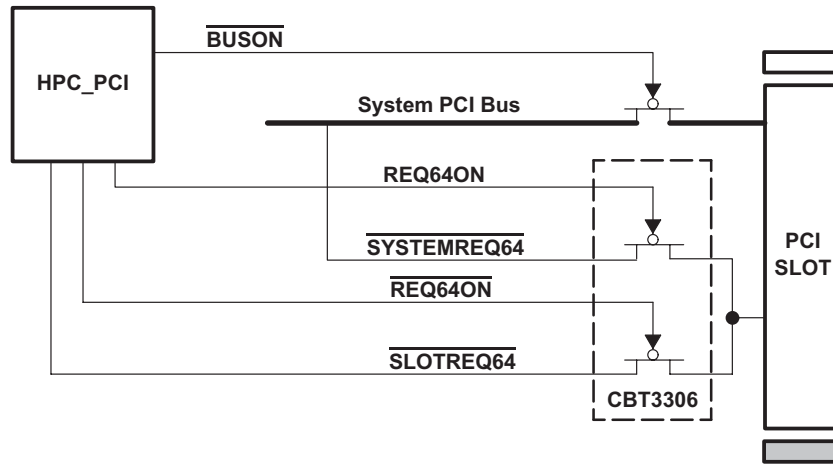 BUSON
HPC_PCI
System PCI Bus
REQ64ON
SYSTEMREQ64
PCI
SLOT
REQ64ON
SLOTREQ64
CBT3306